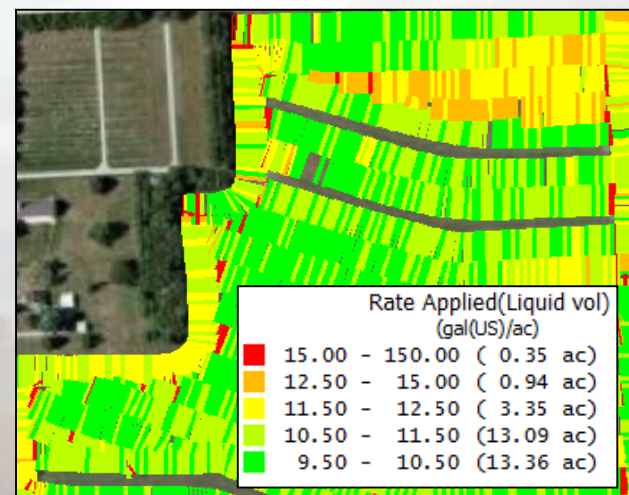 Rate Applied(Liquid vol)
(gal(US)/ac)
15.00 - 150.00 ( 0.35 ac)
12.50 - 15.00 ( 0.94 ac)
11.50 - 12.50 ( 3.35 ac)
10.50 - 11.50 (13.09 ac)
9.50 - 10.50 (13.36 ac)